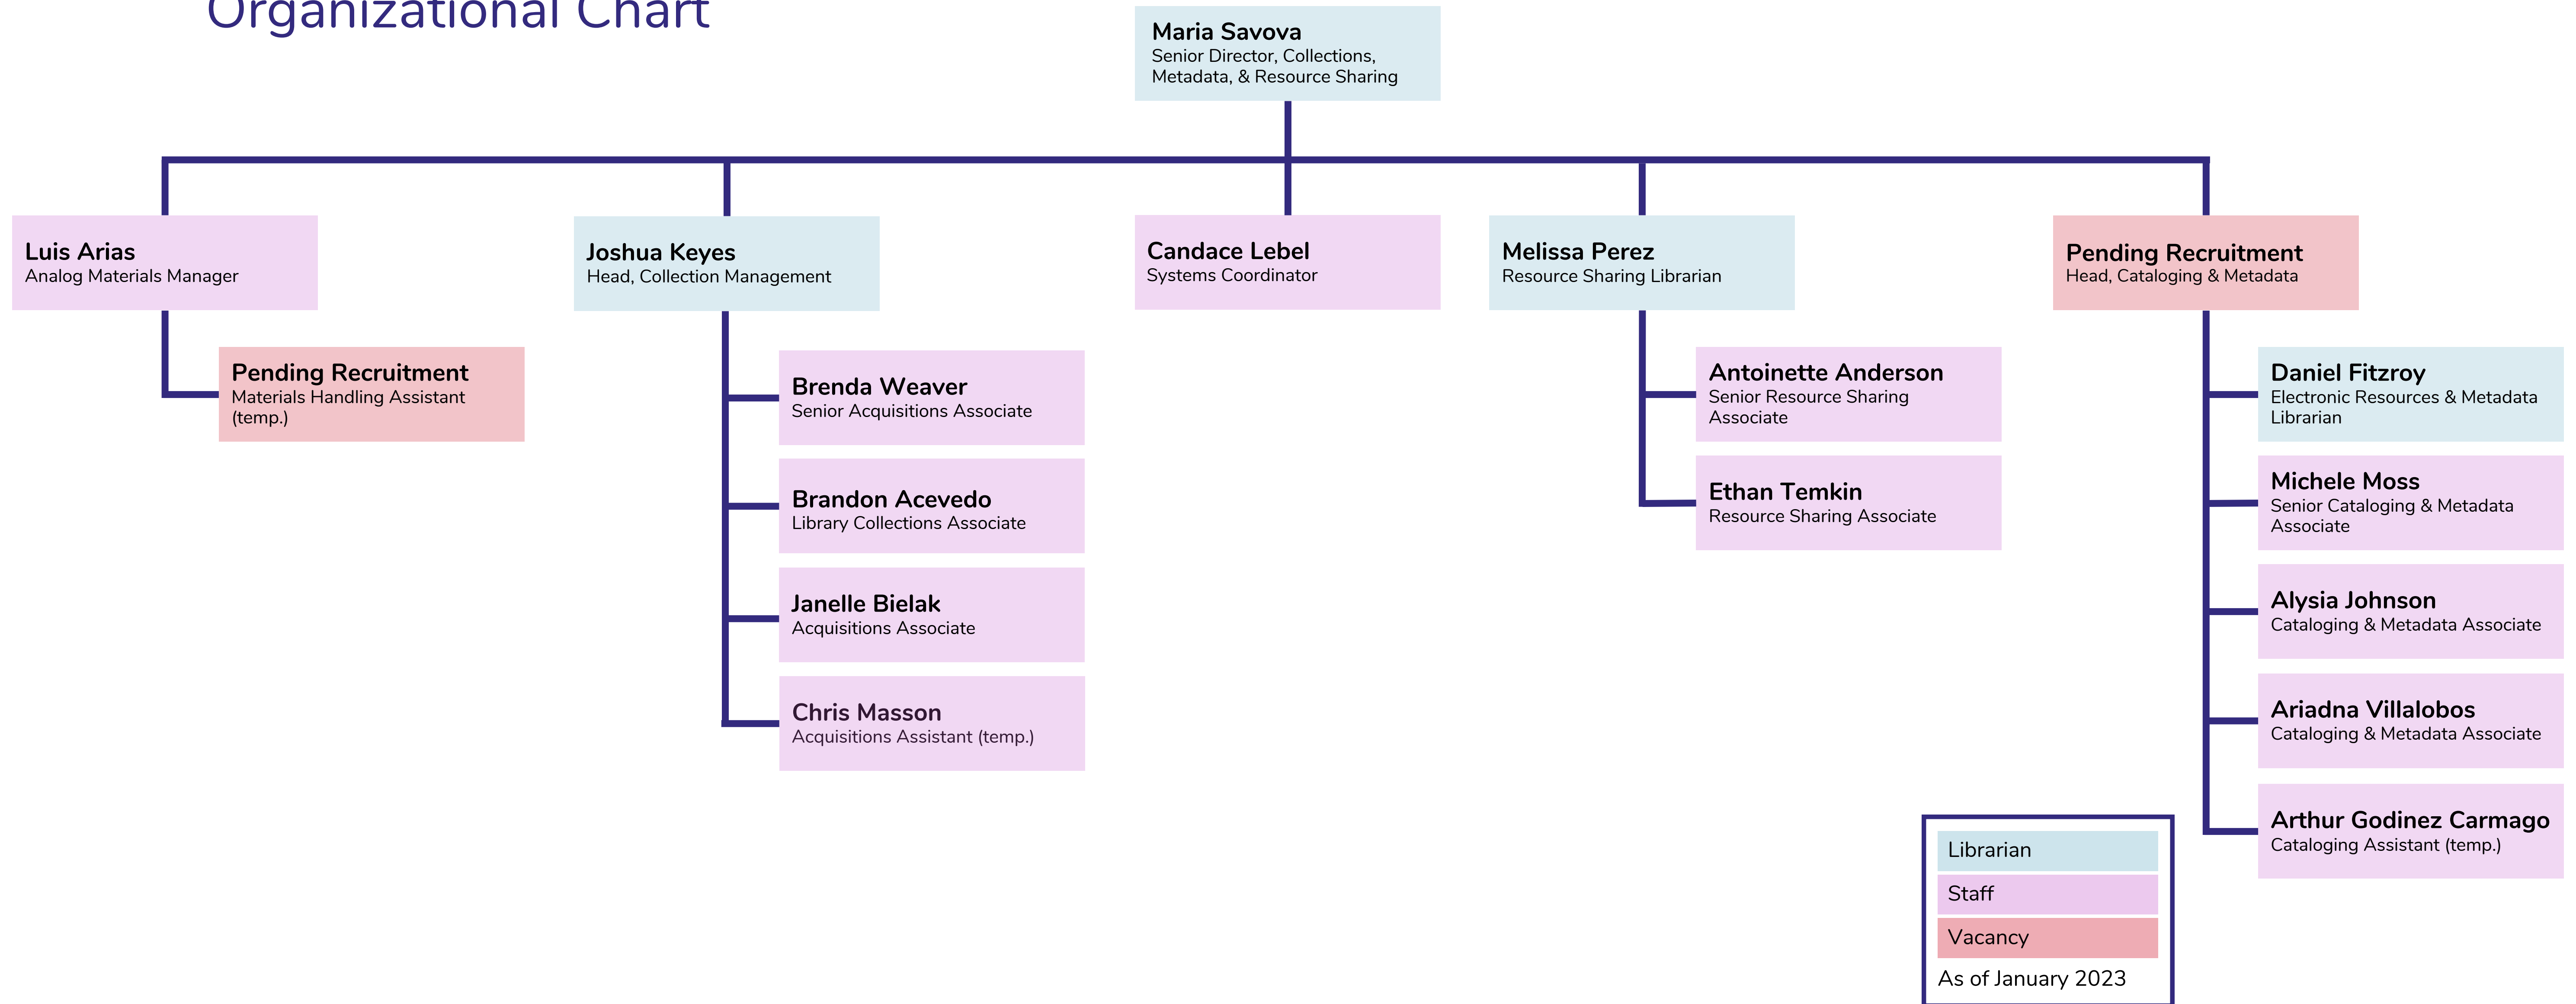 Organizational Chart
Maria Savova
Senior Director, Collections,
Metadata, & Resource Sharing
Luis Arias
Analog Materials Manager
Pending Recruitment
Materials Handling Assistant
(temp.)
Joshua Keyes
Head, Collection Management
Brenda Weaver
Senior Acquisitions Associate
Brandon Acevedo
Library Collections Associate
Janelle Bielak
Acquisitions Associate
Chris Masson
Acquisitions Assistant (temp.)
Candace Lebel
Systems Coordinator
Melissa Perez
Resource Sharing Librarian
Antoinette Anderson
Senior Resource Sharing
Associate
Ethan Temkin
Resource Sharing Associate
Pending Recruitment
Head, Cataloging & Metadata
Daniel Fitzroy
Electronic Resources & Metadata
Librarian
Michele Moss
Senior Cataloging & Metadata
Associate
Alysia Johnson
Cataloging & Metadata Associate
Ariadna Villalobos
Cataloging & Metadata Associate
Arthur Godinez Carmago
Cataloging Assistant (temp.)
Librarian
Staff
Vacancy
As of January 2023